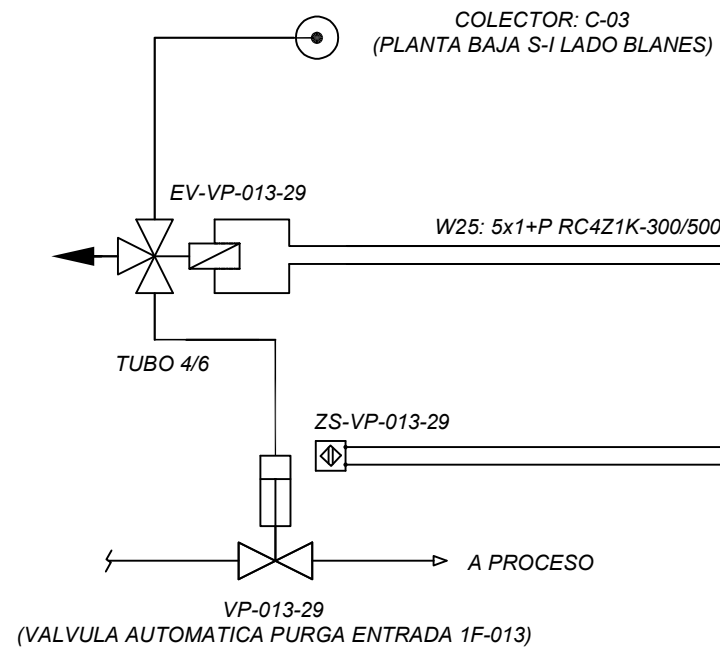 COLECTOR: C-03
(PLANTA BAJA S-I LADO BLANES)
EV-VP-013-29
W25: 5x1+P RC4Z1K-300/500
TUBO 4/6
ZS-VP-013-29
A PROCESO
VP-013-29
(VALVULA AUTOMATICA PURGA ENTRADA 1F-013)